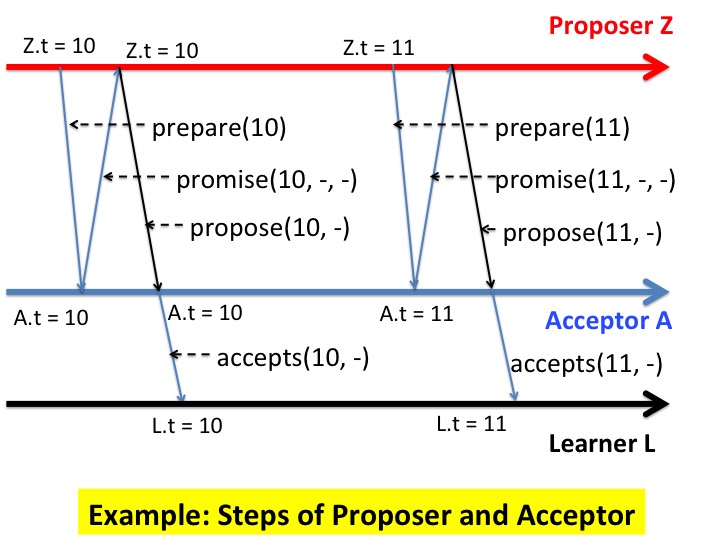 Proposer Z
Z.t = 10
Z.t = 10
Z.t = 11
prepare(10)
prepare(11)
promise(10, -, -)
promise(11, -, -)
propose(10, -)
propose(11, -)
A.t = 10
A.t = 10
A.t = 11
Acceptor A
accepts(10, -)
accepts(11, -)
L.t = 10
L.t = 11
Learner L
Example: Steps of Proposer and Acceptor